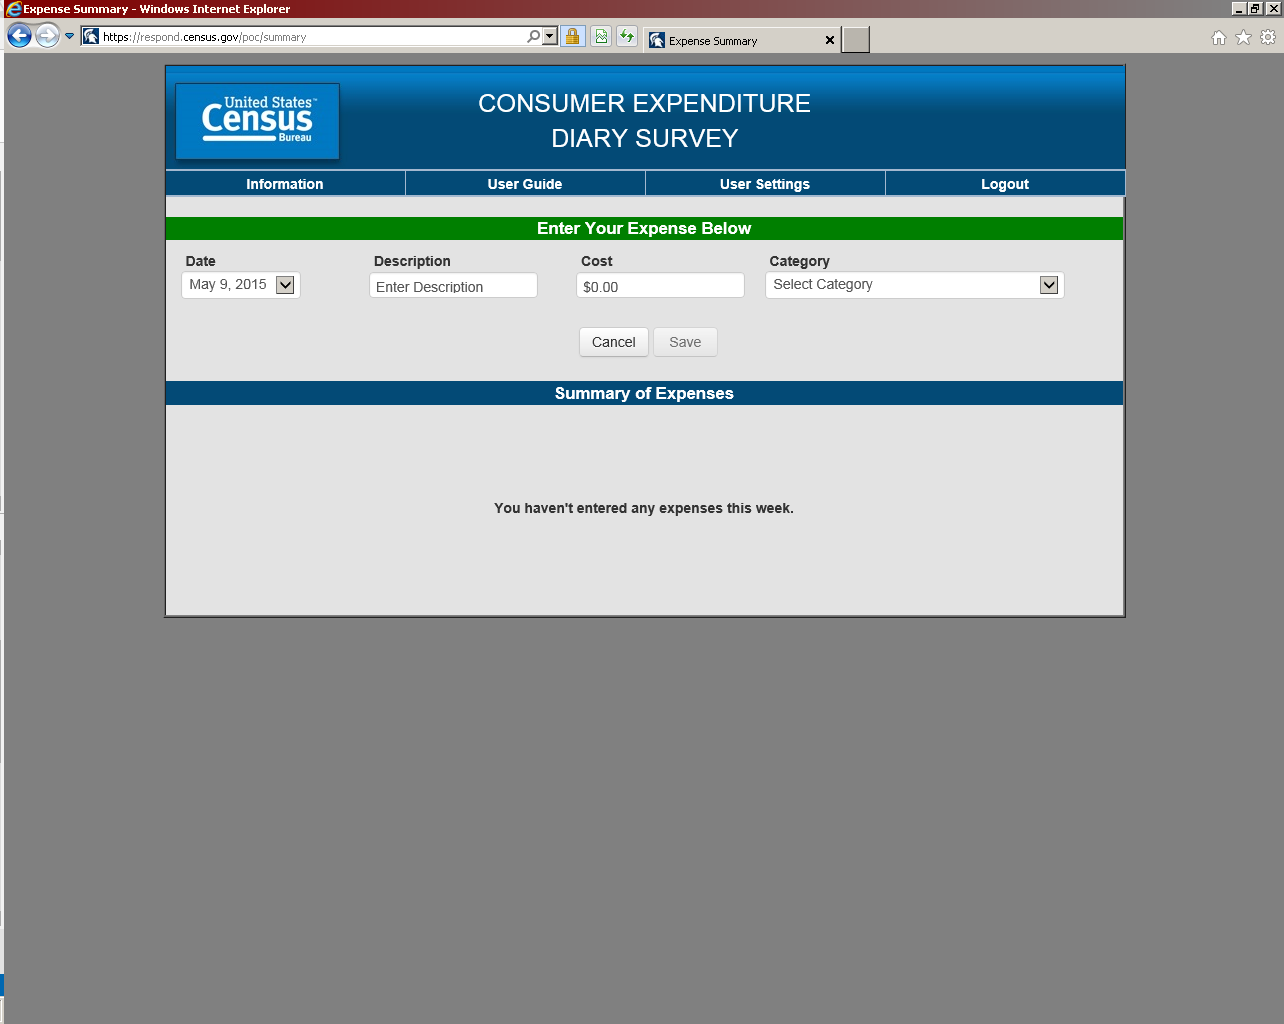 Expense Summary - Windows Internet Explorer
https://respond.census.gov/poc/summary
Expense Summary
United States™
Census
Bureau
CONSUMER EXPENDITURE
DIARY SURVEY
Information User Guide User Settings Logout
Enter Your Expense Below
Date Description Cost Category
May 9, 2015 Enter Description $0.00 Select Category
Cancel Save
Summary of Expenses
You haven't entered any expenses this week.